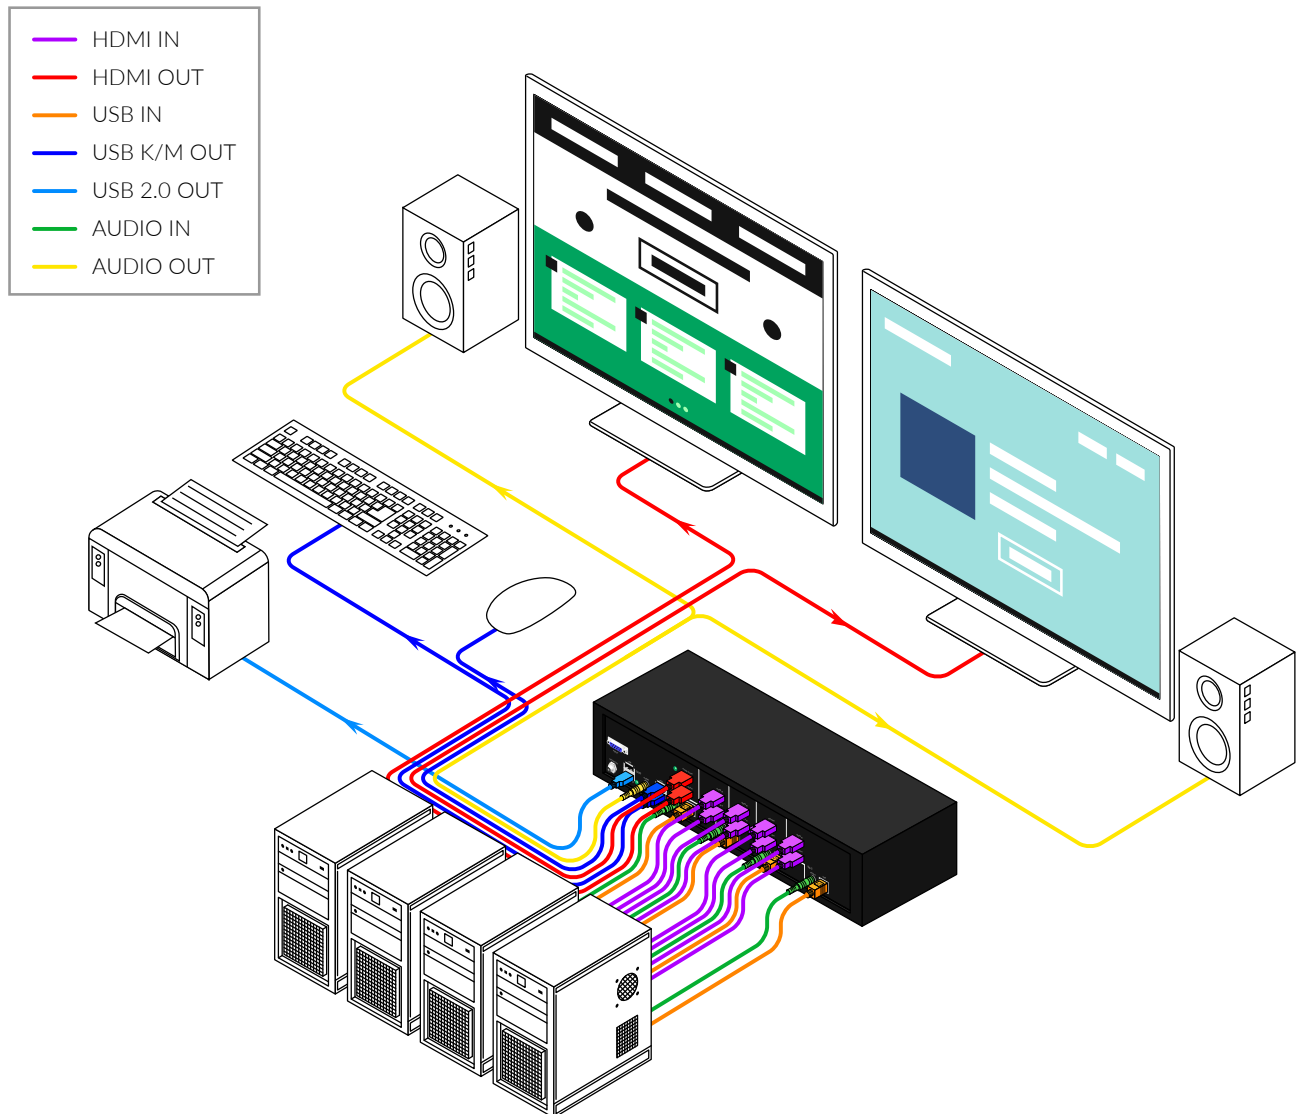 HDMI IN
HDMI OUT
USB IN
USB K/M OUT
USB 2.0 OUT
AUDIO IN
AUDIO OUT